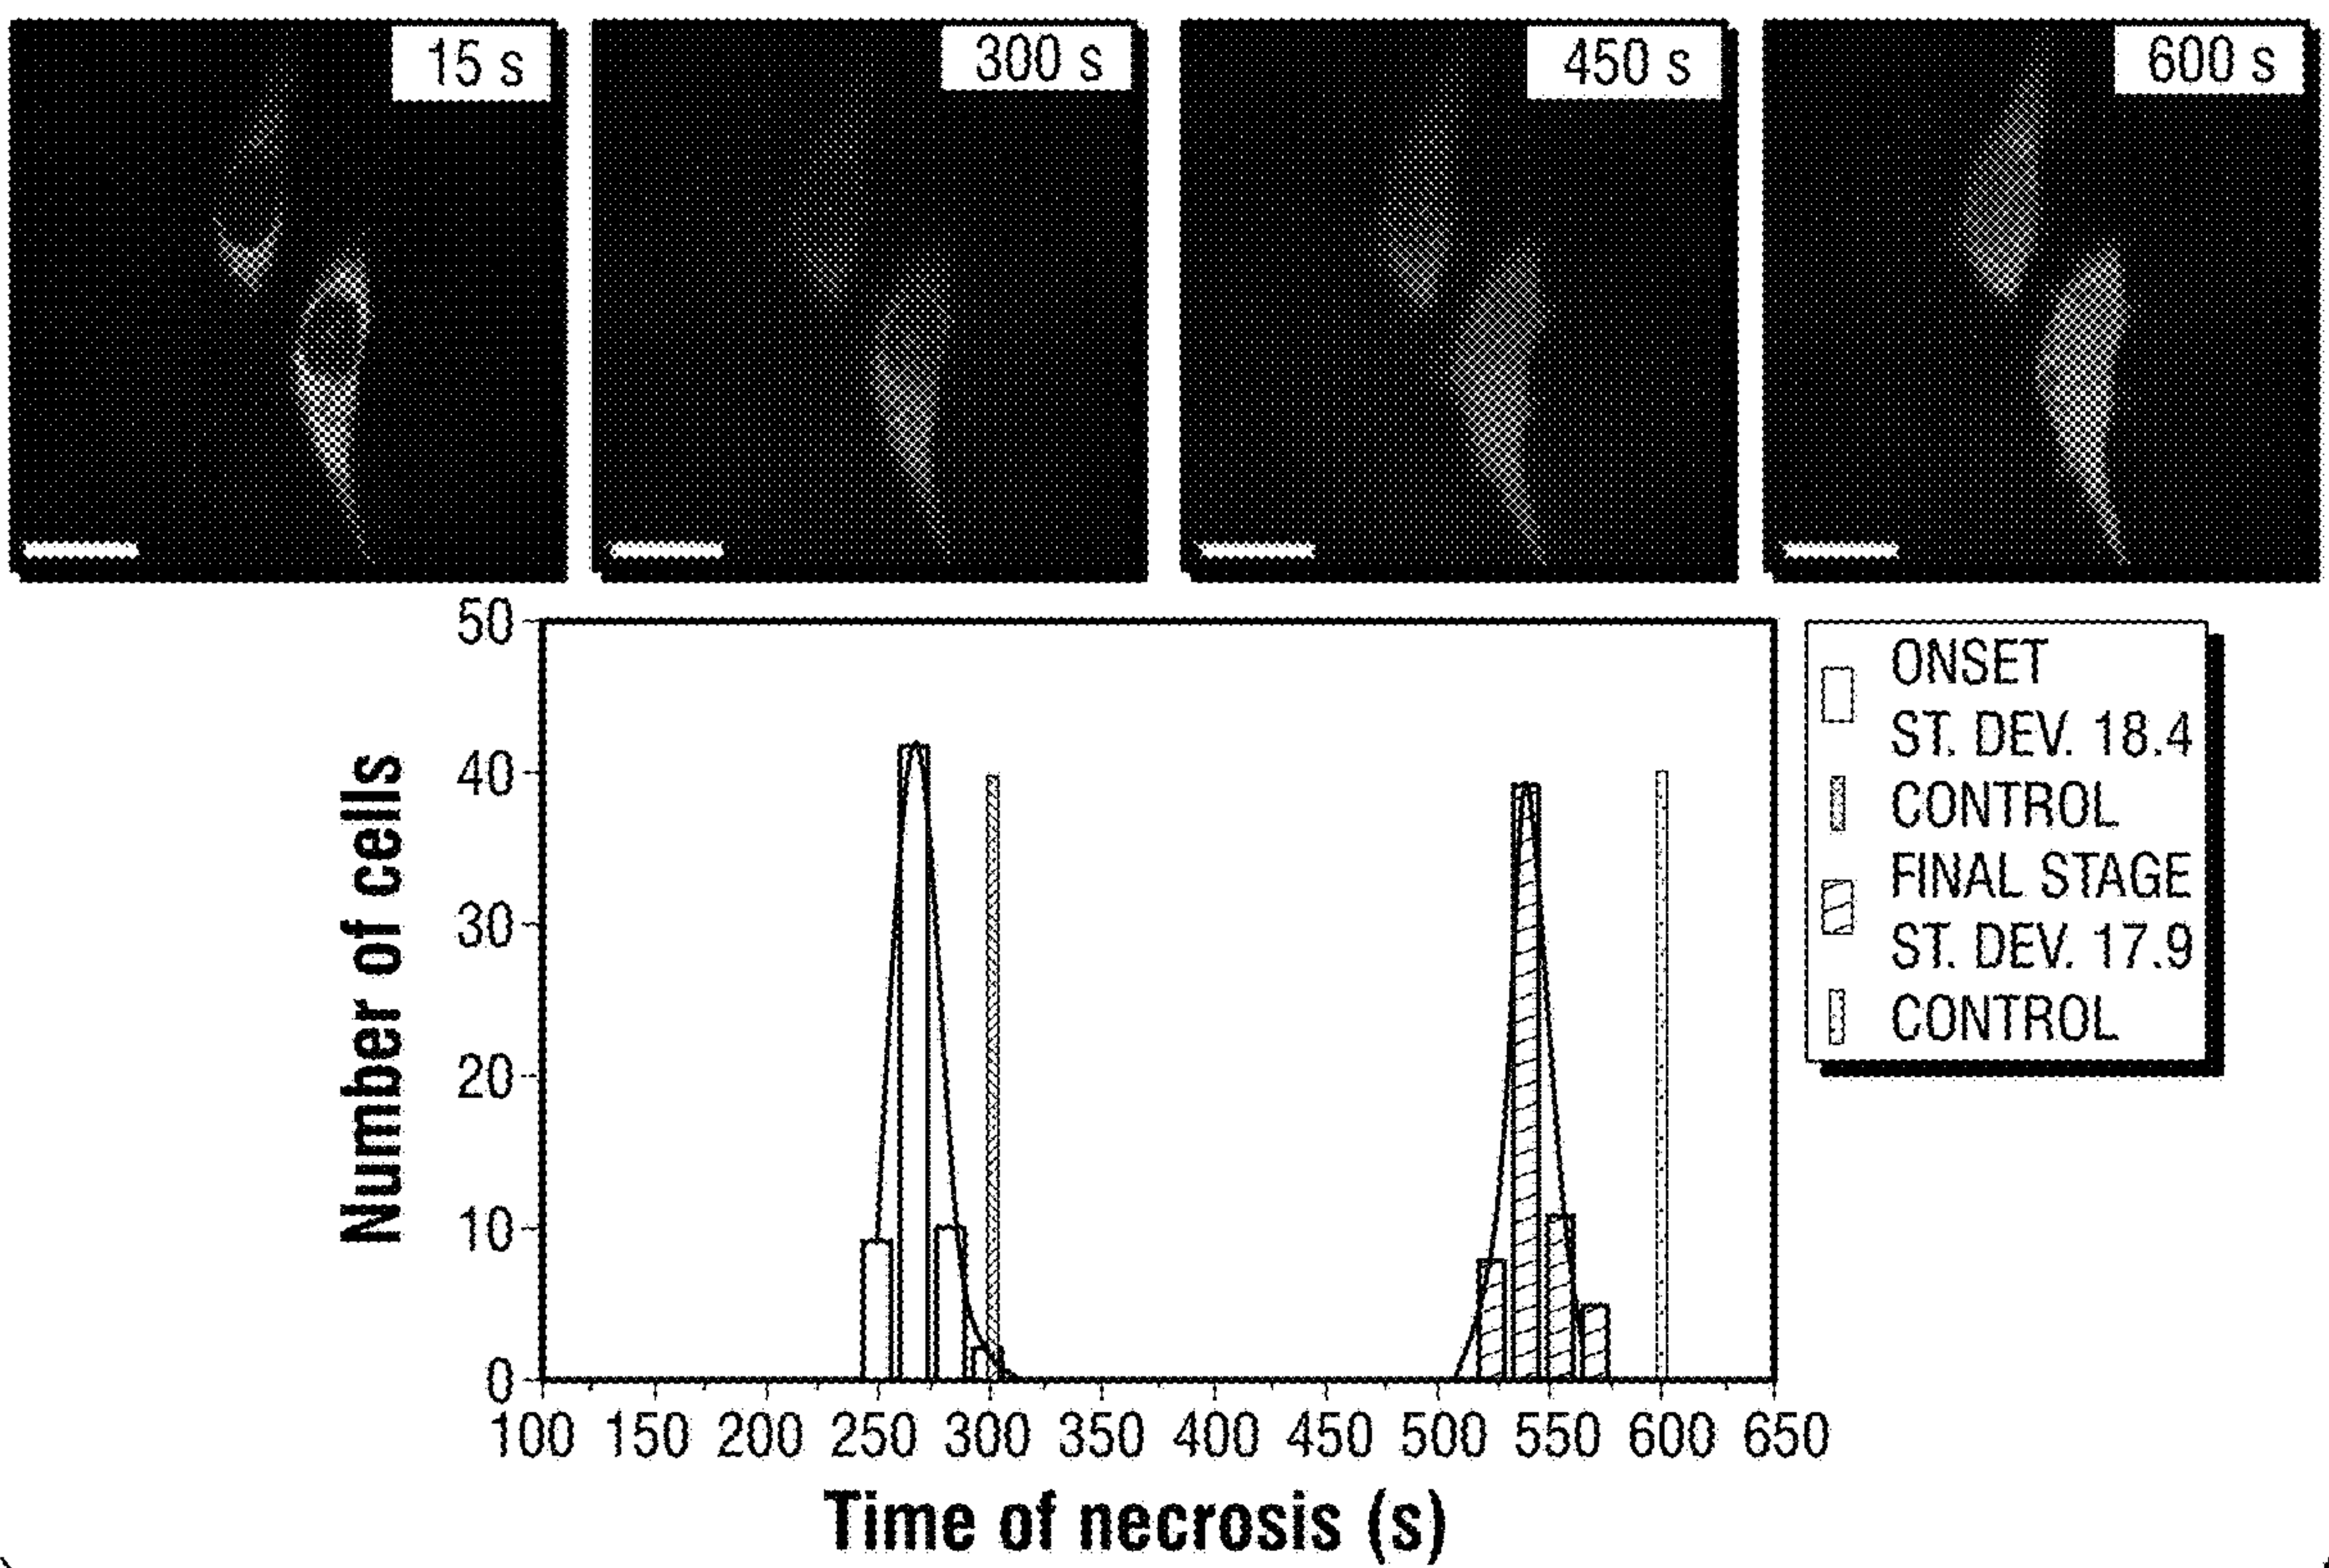 15 s
300 s
450 s
600 s
50
40
30
20
10
0
Number of cells
100 150 200 250 300 350 400 450 500 550 600 650
Time of necrosis (s)
ONSET
ST. DEV. 18.4
CONTROL
FINAL STAGE
ST. DEV. 17.9
CONTROL